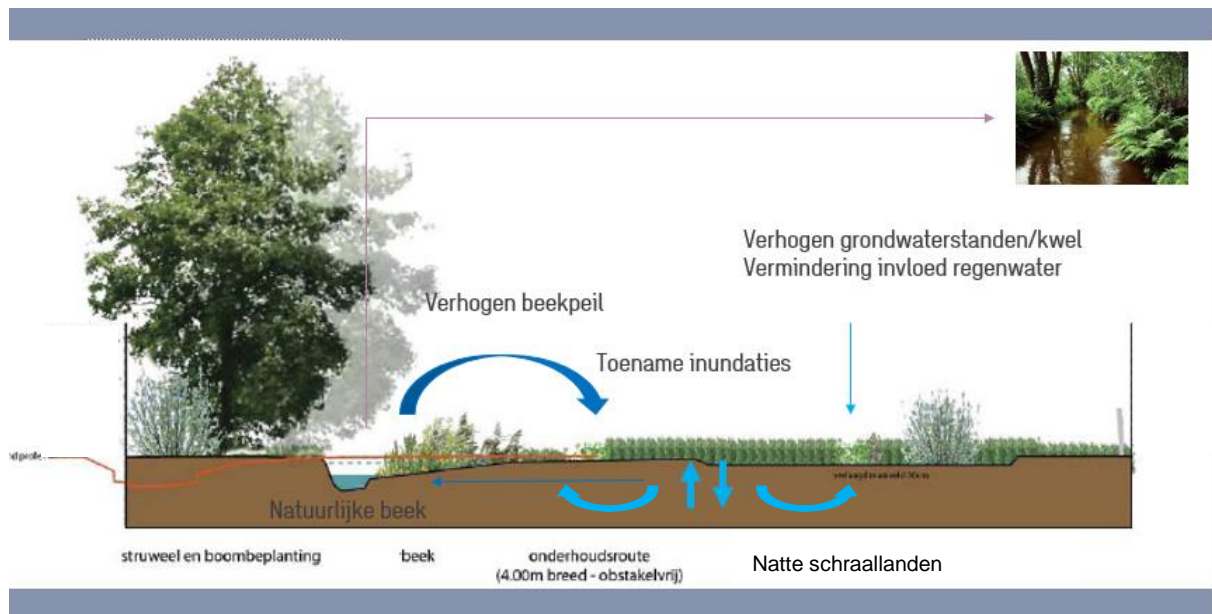 Verhogen grondwaterstanden/kwel
Vermindering invloed regenwater
Verhogen beekpeil
Toename inundaties
Natuurlijke beek
struweel en boombeplanting
beek
onderhoudsroute
(4.00m breed - obstakelvrij)
Natte schraallanden